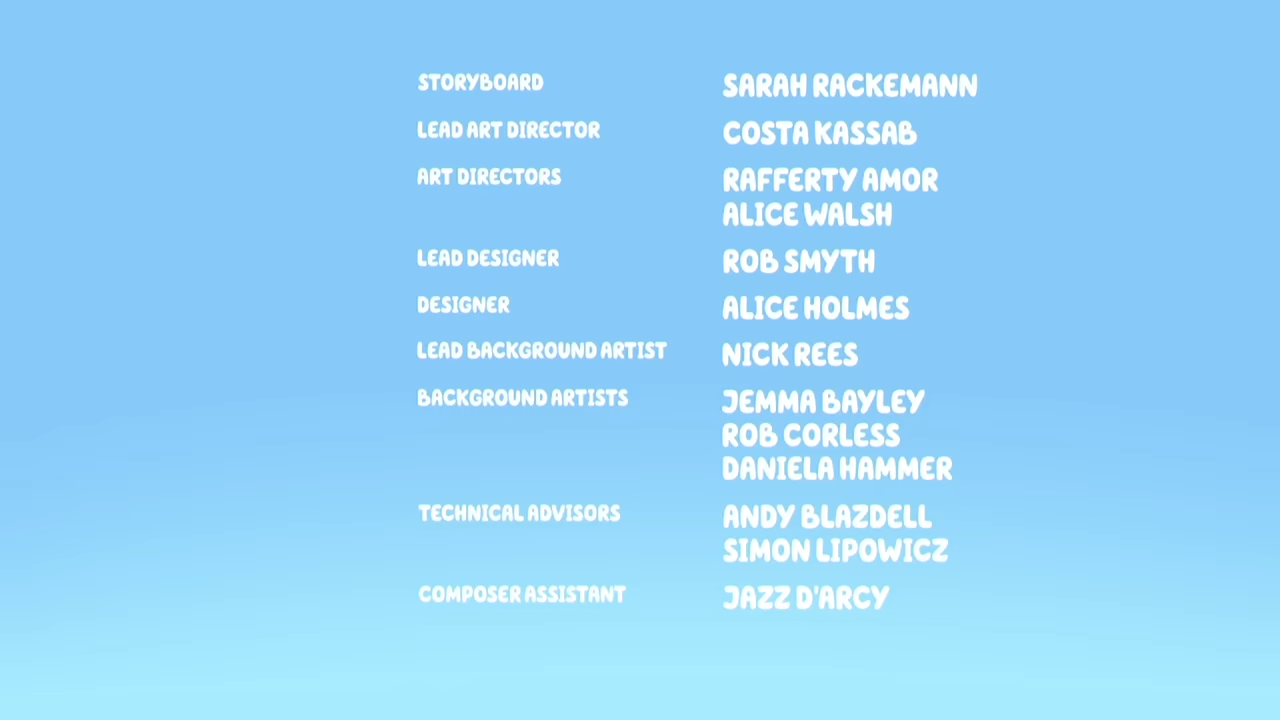 STORYBOARD SARAH RACKEMANN
LEAD ART DIRECTOR COSTA KASSAB
ART DIRECTORS RAFFERTY AMOR
ALICE WALSH
LEAD DESIGNER ROB SMYTH
DESIGNER ALICE HOLMES
LEAD BACKGROUND ARTIST NICK REES
BACKGROUND ARTISTS JEMMA BAYLEY
ROB CORLESS
DANIELA HAMMER
TECHNICAL ADVISORS ANDY BLAZDELL
SIMON LIPOWICZ
COMPOSER ASSISTANT JAZZ D'ARCY